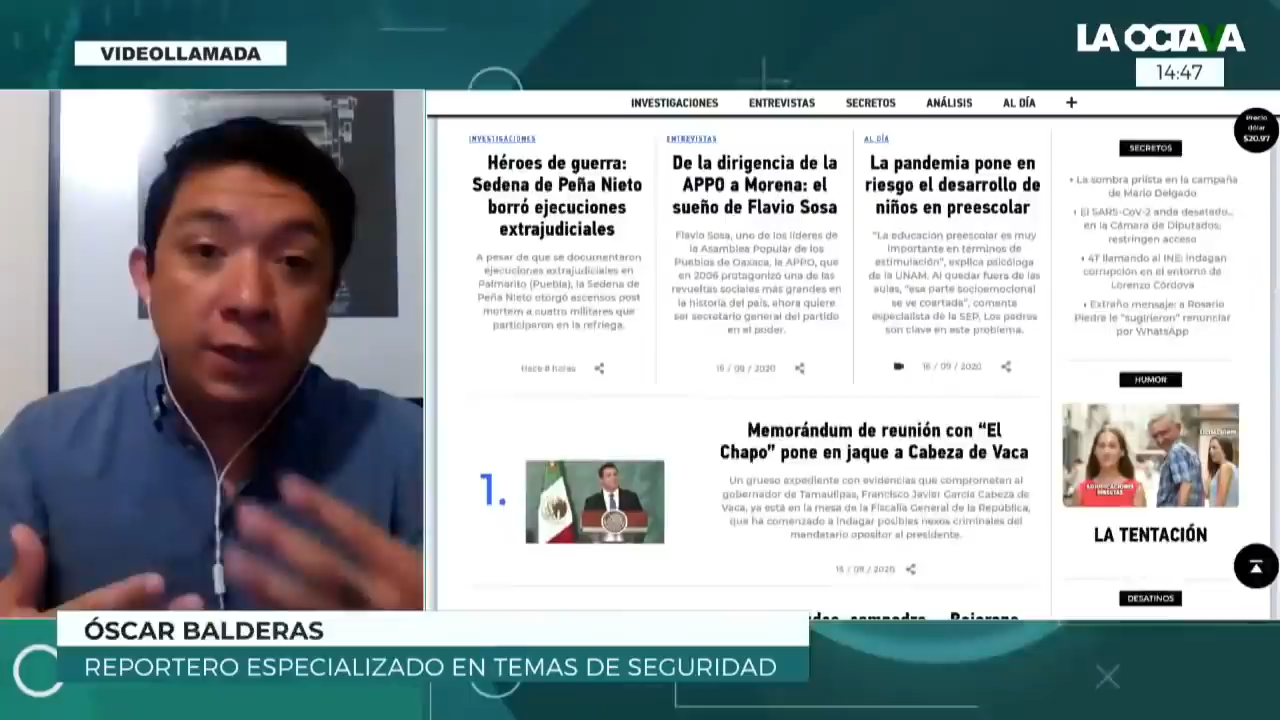 VIDEOLLAMADA
LA OCTAVA
14:47
INVESTIGACIONES ENTREVISTAS SECRETOS ANÁLISIS AL DÍA +
Precio
dólar
$20.97
INVESTIGACIONES
Héroes de guerra:
Sedena de Peña Nieto
borró ejecuciones
extrajudiciales
A pesar de que se documentaron
ejecuciones extrajudiciales en
Palmarito (Puebla), la Sedena de
Peña Nieto otorgó ascensos post
mortem a cuatro militares que
participaron en la refriega.
Hace 8 horas
ENTREVISTAS
De la dirigencia de la
APPO a Morena: el
sueño de Flavio Sosa
Flavio Sosa, uno de los líderes de
la Asamblea Popular de los
Pueblos de Oaxaca, la APPO, que
en 2006 protagonizó una de las
revueltas sociales más grandes en
la historia del país, ahora quiere
ser secretario general del partido
en el poder.
16 / 09 / 2020
AL DÍA
La pandemia pone en
riesgo el desarrollo de
niños en preescolar
"La educación preescolar es muy
importante en términos de
estimulación", explica psicóloga
de la UNAM. Al quedar fuera de las
aulas, "esa parte socioemocional
se ve coartada", comenta
especialista de la SEP. Los padres
son clave en este problema.
16 / 09 / 2020
SECRETOS
• La sombra priista en la campaña
de Mario Delgado
• El SARS-CoV-2 anda desatado...
en la Cámara de Diputados;
restringen acceso
• 4T llamando al INE: indagan
corrupción en el entorno de
Lorenzo Córdova
• Extraño mensaje: a Rosario
Piedra le "sugirieron" renunciar
por WhatsApp
HUMOR
ADJUDICACIONES
DIRECTAS
LICITACIONES
LA TENTACIÓN
DESATINOS
1.
Memorándum de reunión con “El
Chapo” pone en jaque a Cabeza de Vaca
Un grueso expediente con evidencias que comprometen al
gobernador de Tamaulipas, Francisco Javier García Cabeza de
Vaca, ya está en la mesa de la Fiscalía General de la República,
que ha comenzado a indagar posibles nexos criminales del
mandatario opositor al presidente.
16 / 09 / 2020
ÓSCAR BALDERAS
REPORTERO ESPECIALIZADO EN TEMAS DE SEGURIDAD